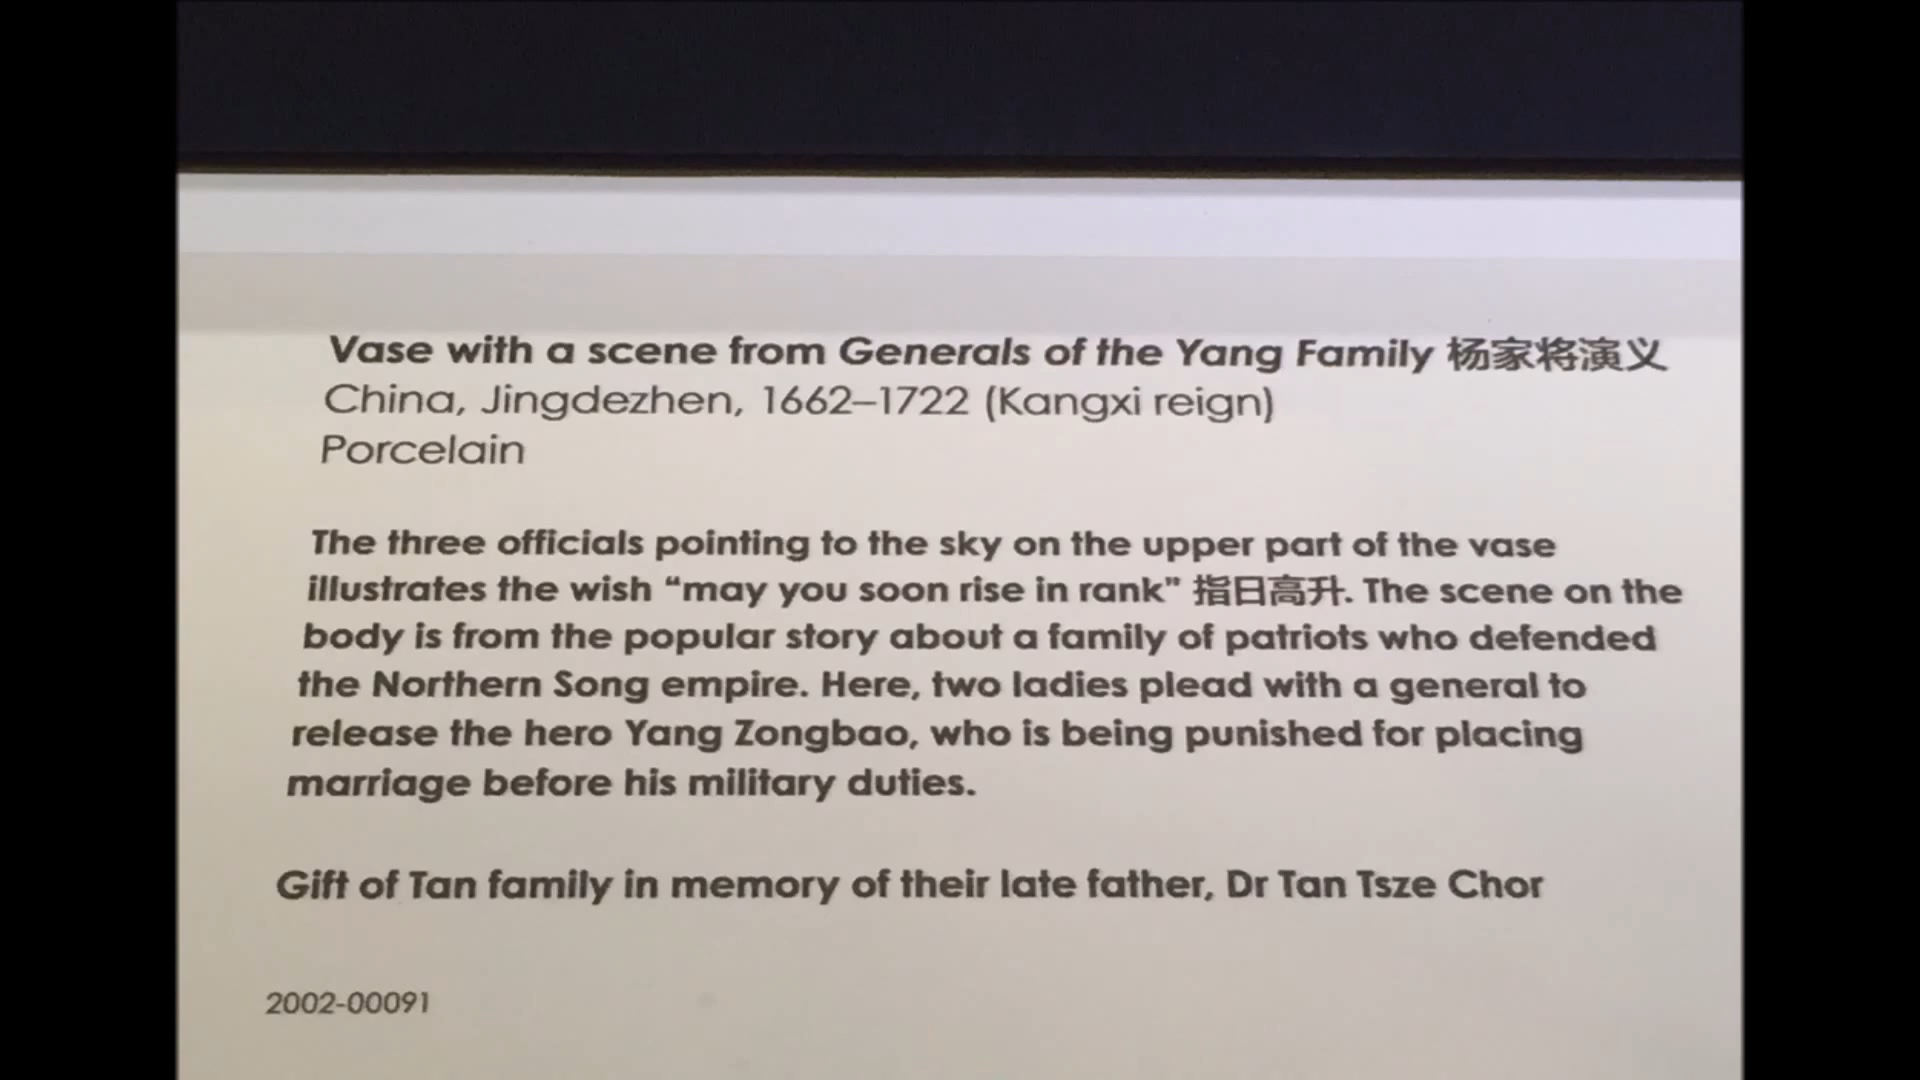 Vase with a scene from Generals of the Yang Family 杨家将演义
China, Jingdezhen, 1662–1722 (Kangxi reign)
Porcelain
The three officials pointing to the sky on the upper part of the vase
illustrates the wish “may you soon rise in rank” 指日高升. The scene on the
body is from the popular story about a family of patriots who defended
the Northern Song empire. Here, two ladies plead with a general to
release the hero Yang Zongbao, who is being punished for placing
marriage before his military duties.
Gift of Tan family in memory of their late father, Dr Tan Tsze Chor
2002-00091